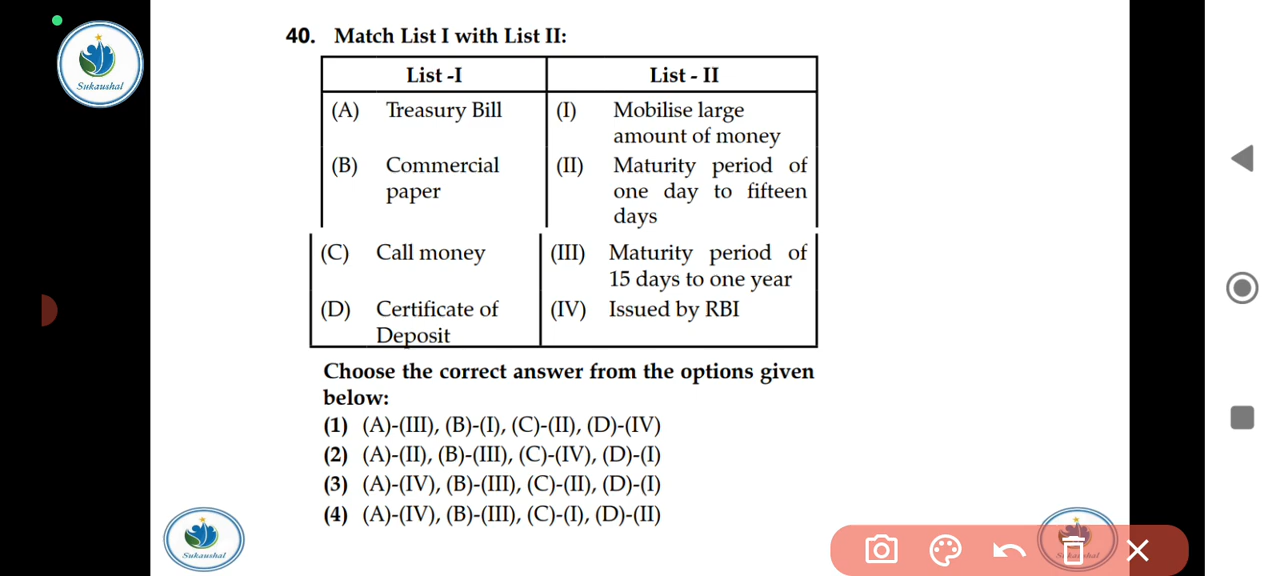 Sukaushal
40. Match List I with List II:
List -I List - II
(A) Treasury Bill (I) Mobilise large
amount of money
(B) Commercial (II) Maturity period of
paper one day to fifteen
days
(C) Call money (III) Maturity period of
15 days to one year
(D) Certificate of (IV) Issued by RBI
Deposit
Choose the correct answer from the options given
below:
(1) (A)-(III), (B)-(I), (C)-(II), (D)-(IV)
(2) (A)-(II), (B)-(III), (C)-(IV), (D)-(I)
(3) (A)-(IV), (B)-(III), (C)-(II), (D)-(I)
(4) (A)-(IV), (B)-(III), (C)-(I), (D)-(II)
Sukaushal
Sukaushal